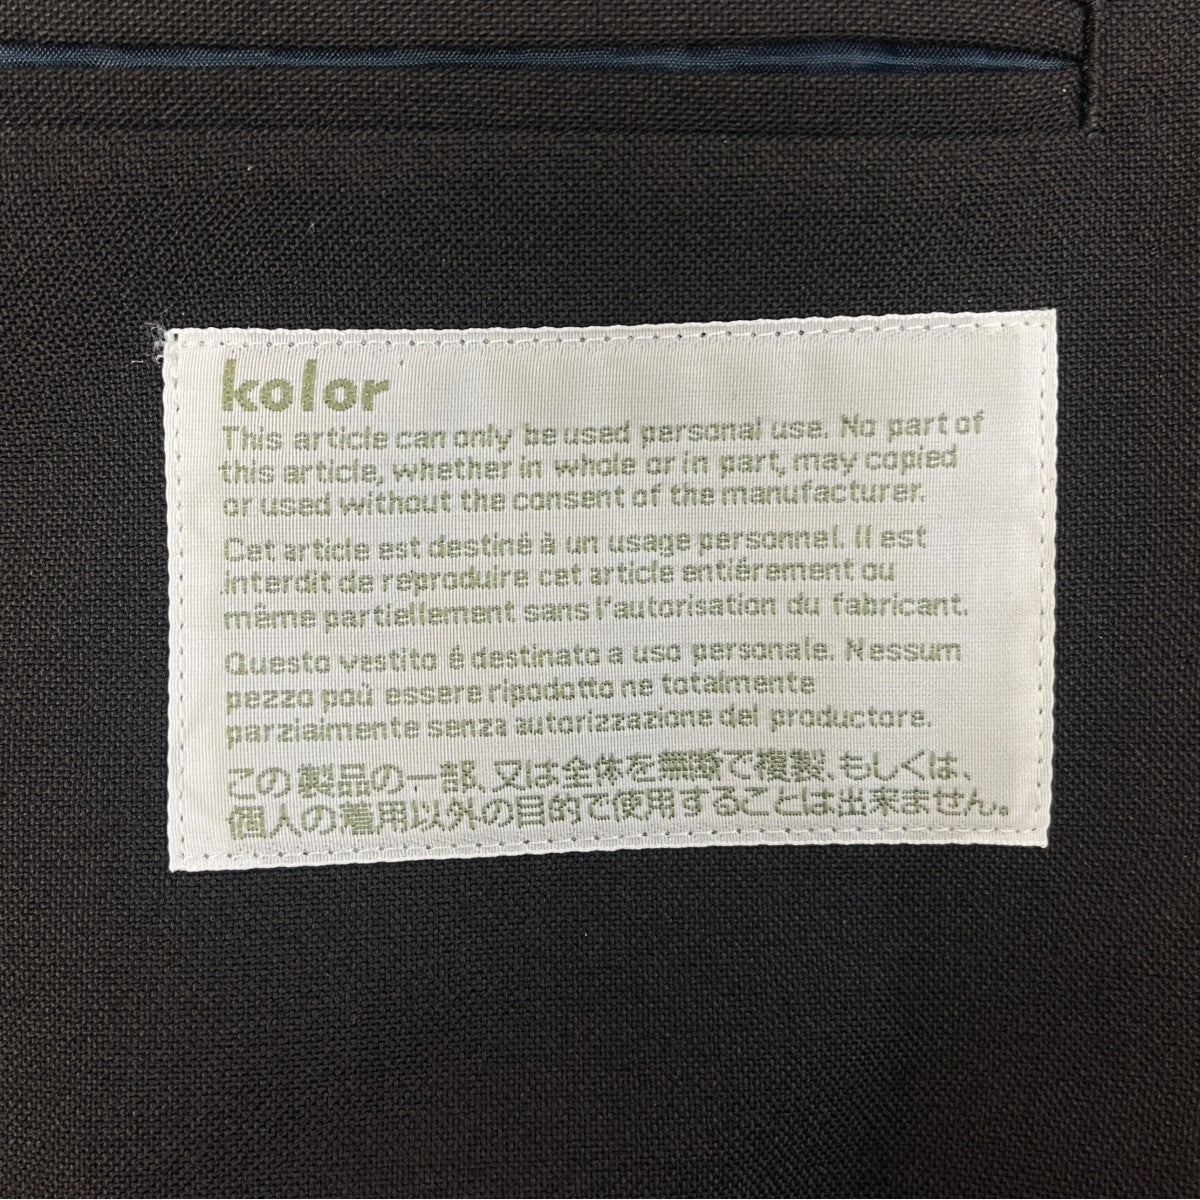 kolor
This article can only be used personal use. No part of
this article, whether in whole or in part, may copied
or used without the consent of the manufacturer.
Cet article est destiné à un usage personnel. Il est
interdit de reproduire cet article entiérement ou
même partiellement sans l'autorisation du fabricant.
Questo vestito é destinato a uso personale. Nessum
pezzo poù essere ripodotto ne totalmente
parzialmente senza autorizzazione del productore.
この製品の一部、又は全体を無断で複製、もしくは、
個人の着用以外の目的で使用することは出来ません。